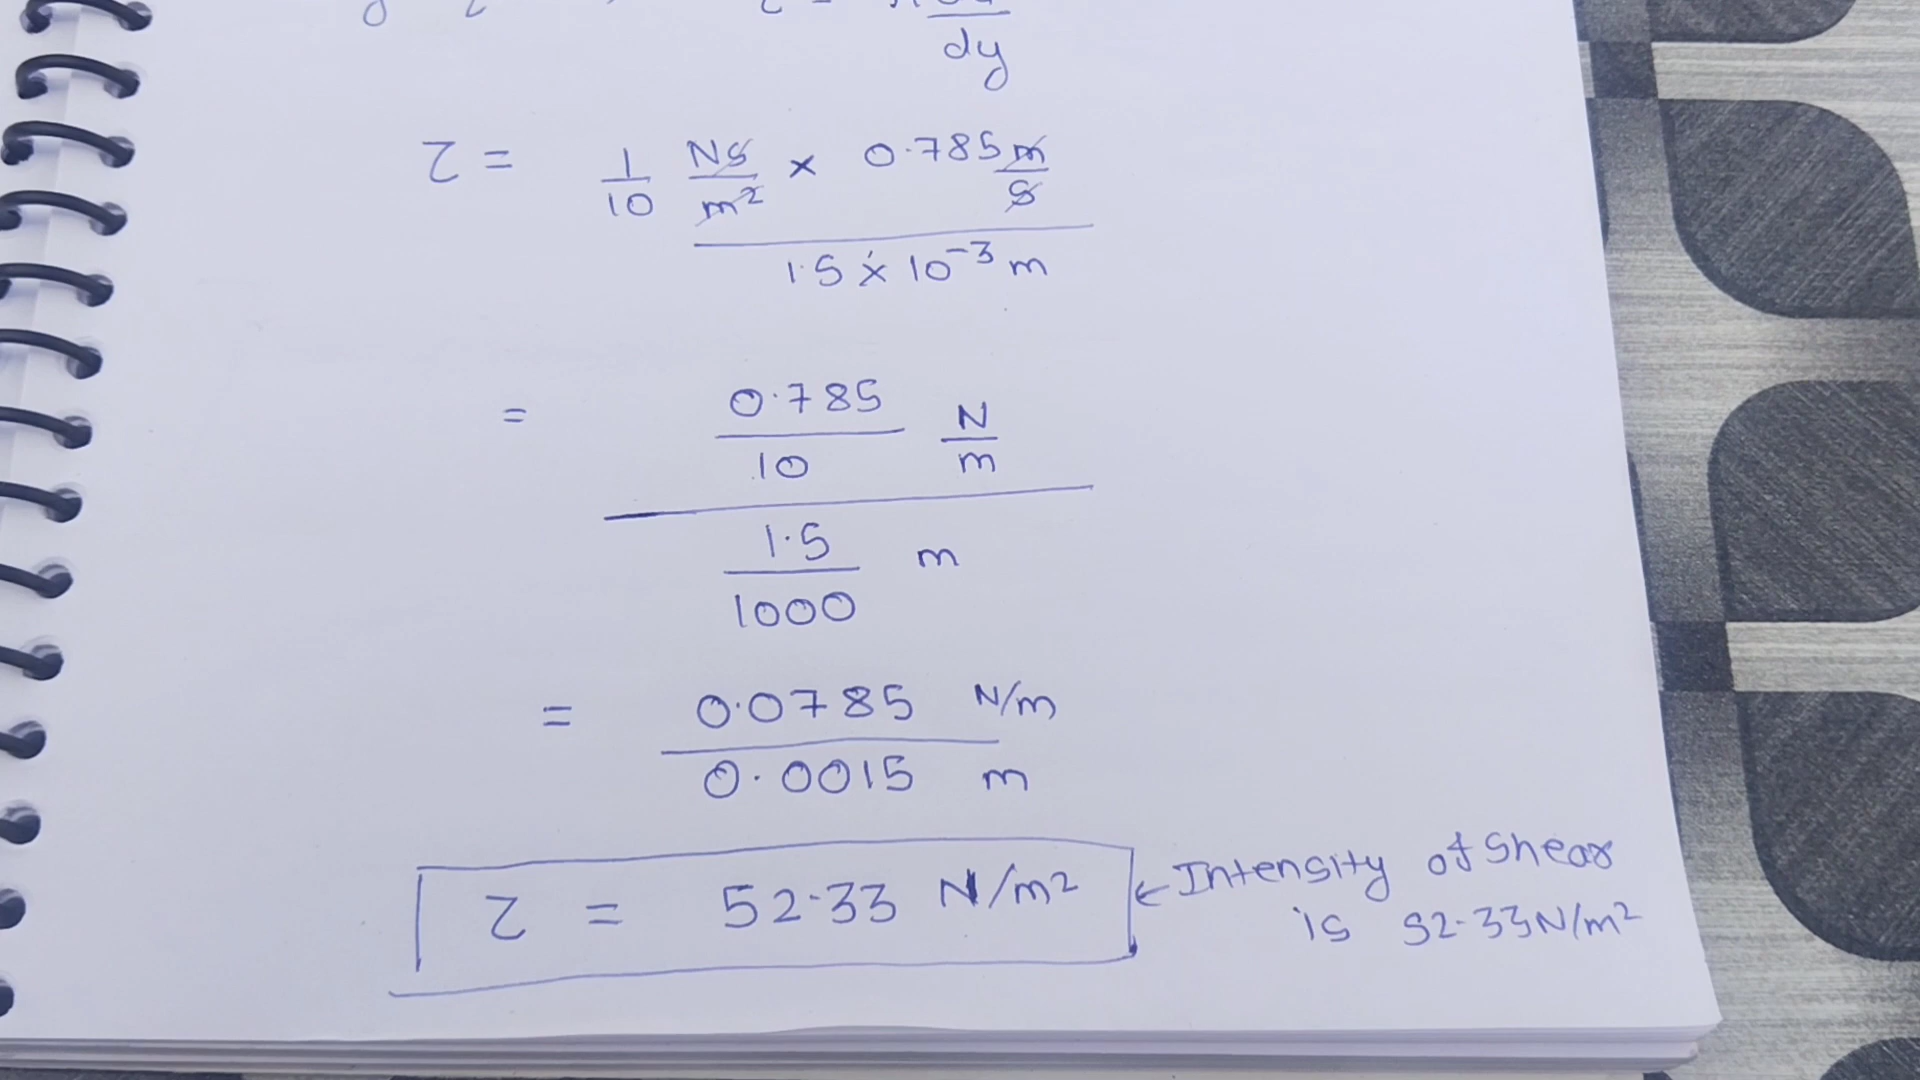 dy
τ = 1/10 Ns/m² × 0.785 m/s
1.5 × 10⁻³ m
= 0.785/10 N/m
1.5/1000 m
= 0.0785 N/m
0.0015 m
τ = 52.33 N/m² ← Intensity of Shear
is 52.33 N/m²